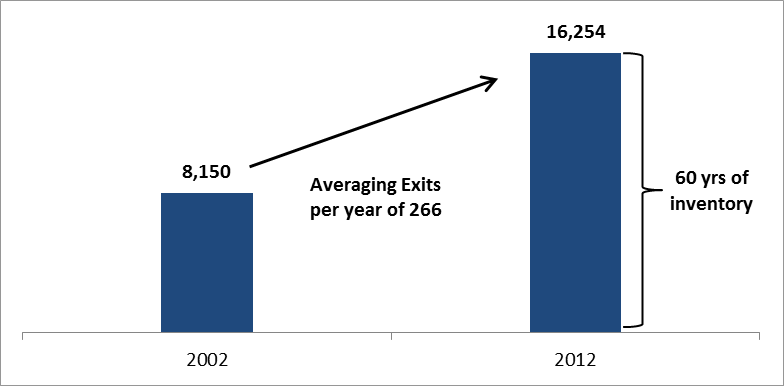 16,254
8,150
Averaging Exits
per year of 266
60 yrs of
inventory
2002
2012